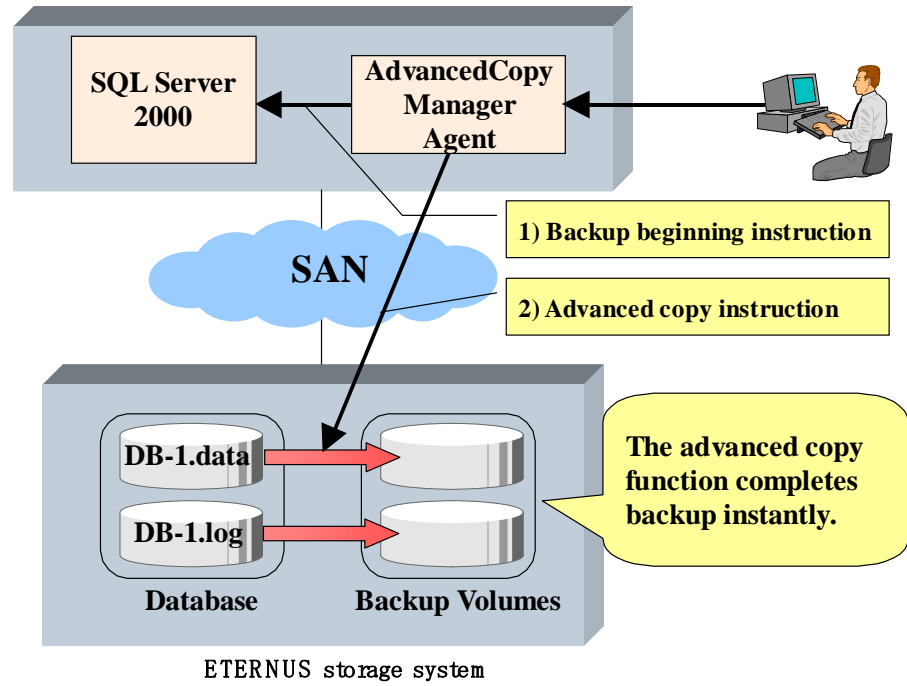 SQL Server
2000
AdvancedCopy
Manager
Agent
1) Backup beginning instruction
SAN
2) Advanced copy instruction
DB-1.data
DB-1.log
Database
Backup Volumes
The advanced copy
function completes
backup instantly.
ETERNUS storage system